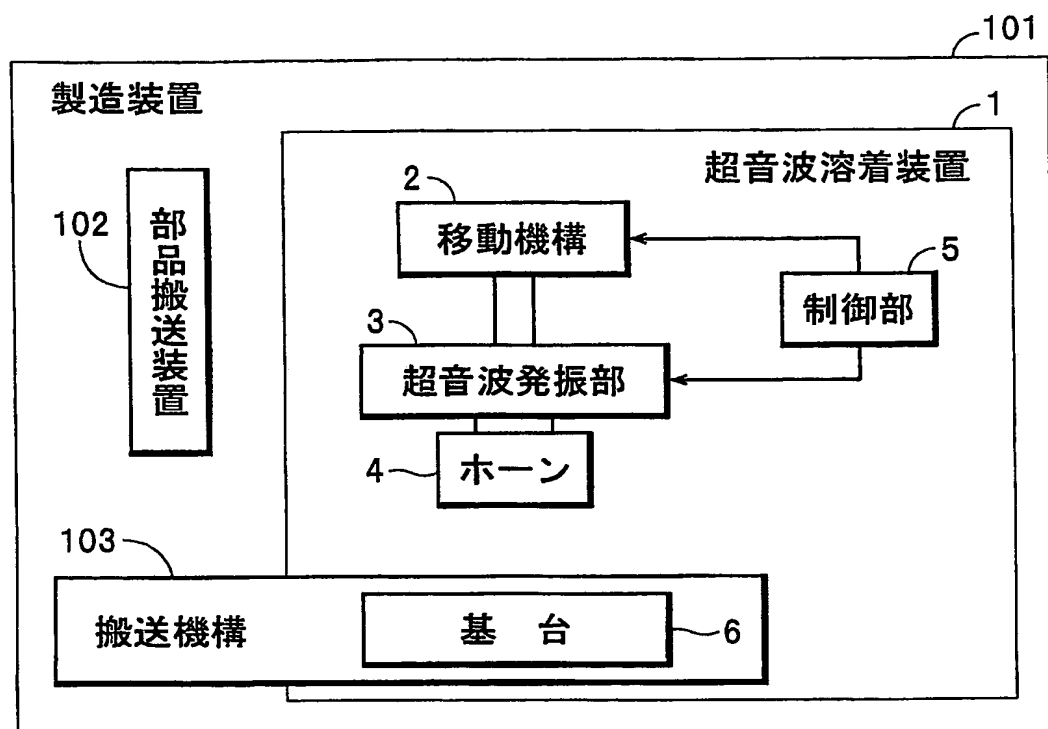 101
製造装置
1
超音波溶着装置
2
移動機構
102
部品搬送装置
5
制御部
3
超音波発振部
4
ホーン
103
搬送機構
基 台
6